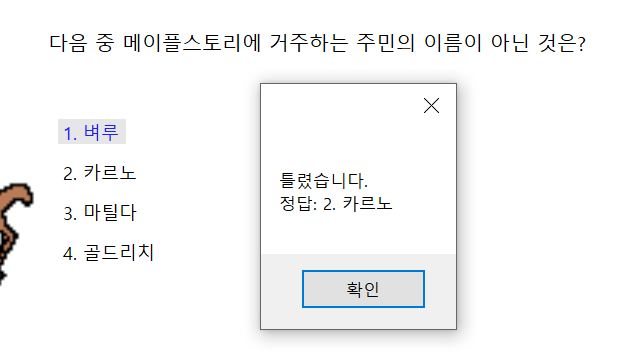 다음 중 메이플스토리에 거주하는 주민의 이름이 아닌 것은?
1. 벼루
2. 카르노
3. 마틸다
4. 골드리치
틀렸습니다.
정답: 2. 카르노
확인